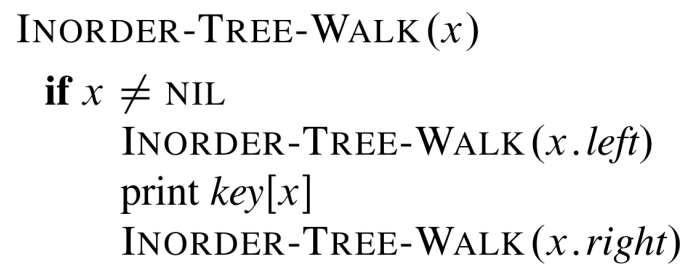 INORDER-TREE-WALK(x)
if x ≠ NIL
INORDER-TREE-WALK(x.left)
print key[x]
INORDER-TREE-WALK(x.right)